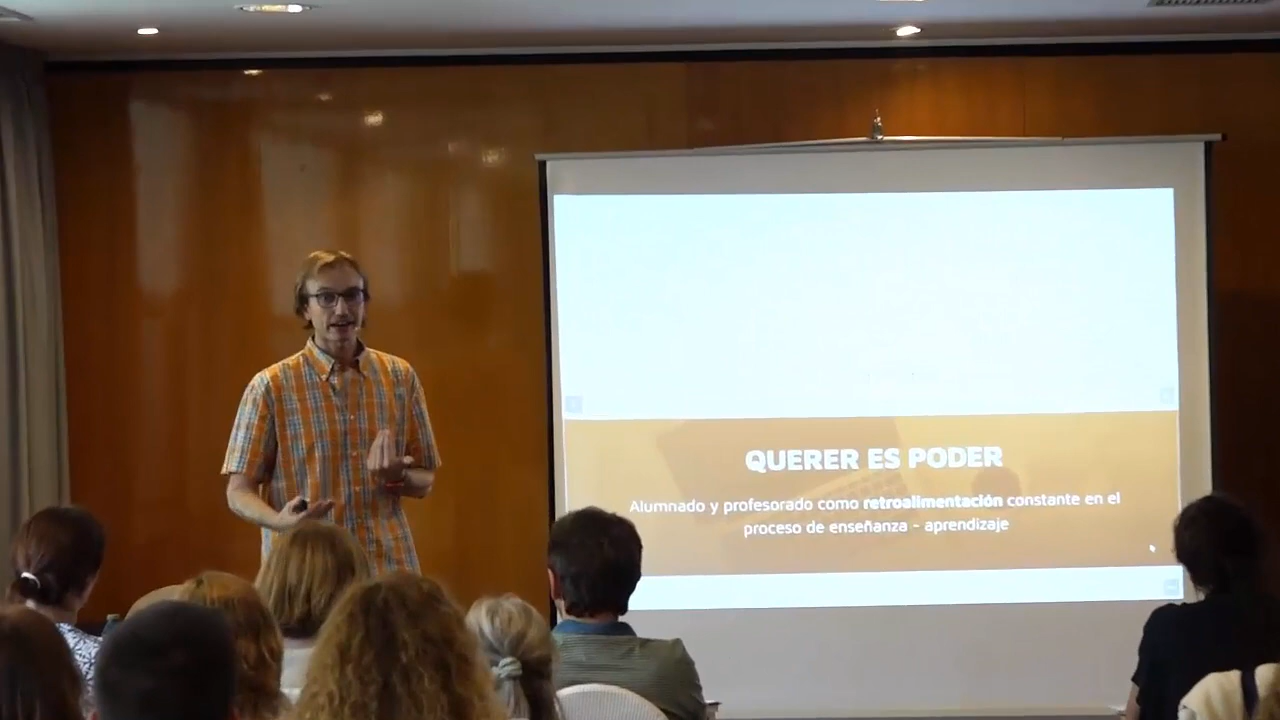 QUERER ES PODER
Alumnado y profesorado como retroalimentación constante en el
proceso de enseñanza - aprendizaje